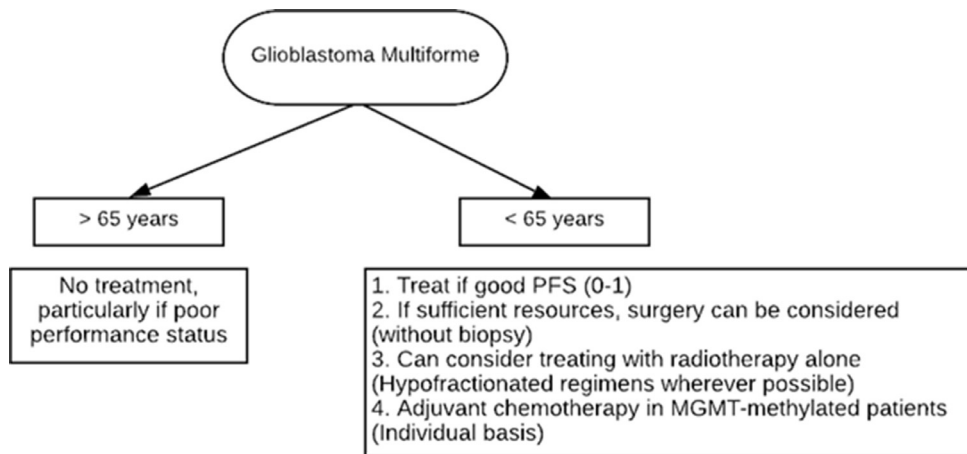 Glioblastoma Multiforme
> 65 years
< 65 years
No treatment,
particularly if poor
performance status
1. Treat if good PFS (0-1)
2. If sufficient resources, surgery can be considered
(without biopsy)
3. Can consider treating with radiotherapy alone
(Hypofractionated regimens wherever possible)
4. Adjuvant chemotherapy in MGMT-methylated patients
(Individual basis)